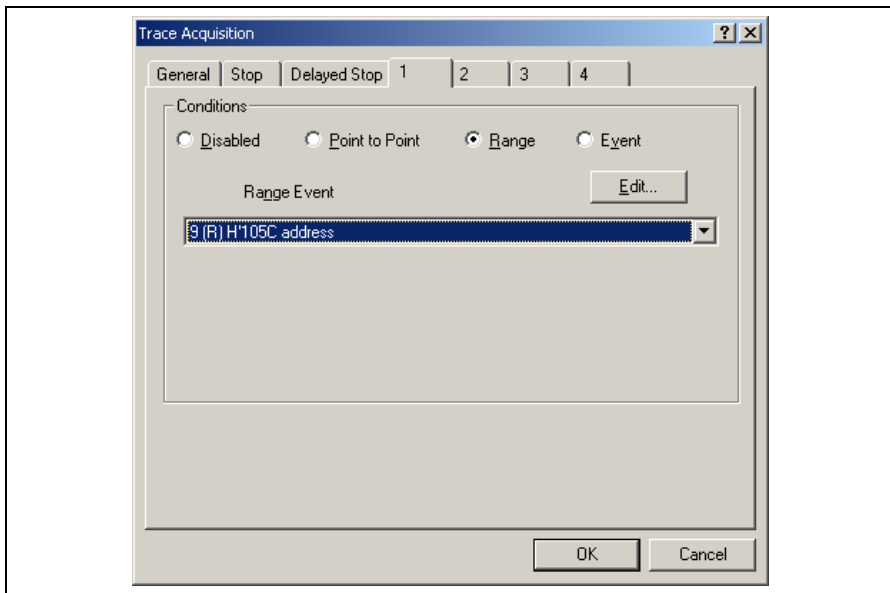 Trace Acquisition
General Stop Delayed Stop 1 2 3 4
Conditions
Disabled Point to Point Range Event
Range Event Edit...
9 (R) H'105C address
OK Cancel